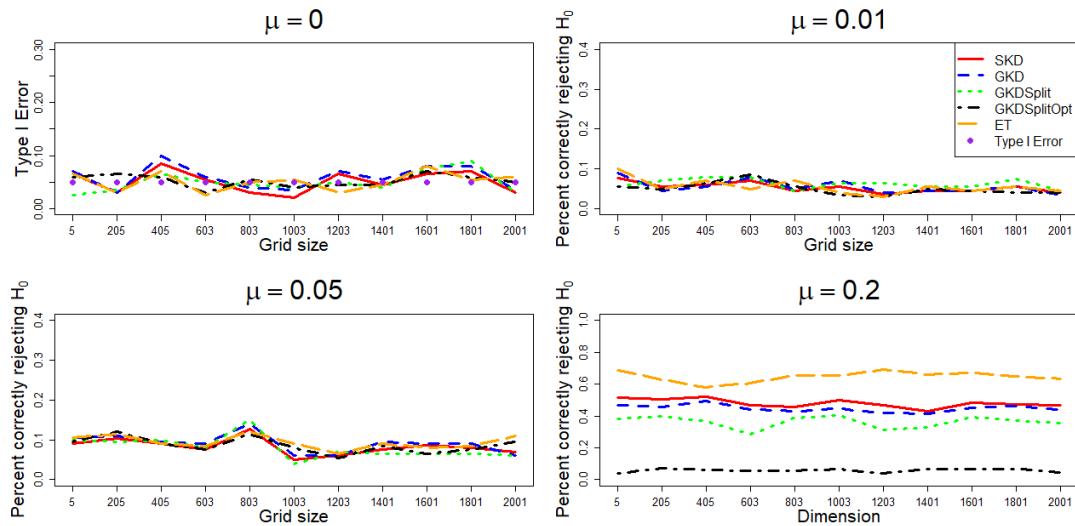 μ = 0
Type I Error
0.00 0.10 0.20 0.30
5 205 405 603 803 1003 1203 1401 1601 1801 2001
Grid size
μ = 0.01
Percent correctly rejecting H0
0.0 0.1 0.2 0.3 0.4
SKD
GKD
GKDSplit
GKDSplitOpt
ET
Type I Error
5 205 405 603 803 1003 1203 1401 1601 1801 2001
Grid size
μ = 0.05
Percent correctly rejecting H0
0.0 0.1 0.2 0.3 0.4
5 205 405 603 803 1003 1203 1401 1601 1801 2001
Grid size
μ = 0.2
Percent correctly rejecting H0
0.0 0.2 0.4 0.6 0.8 1.0
5 205 405 603 803 1003 1203 1401 1601 1801 2001
Dimension